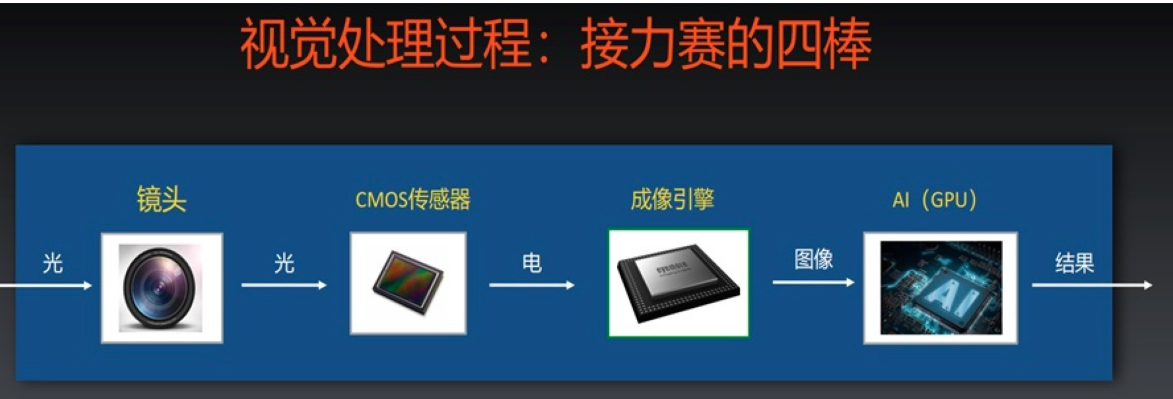 视觉处理过程：接力赛的四棒
镜头
CMOS传感器
成像引擎
AI（GPU）
光
光
电
图像
结果
eyemore
AI